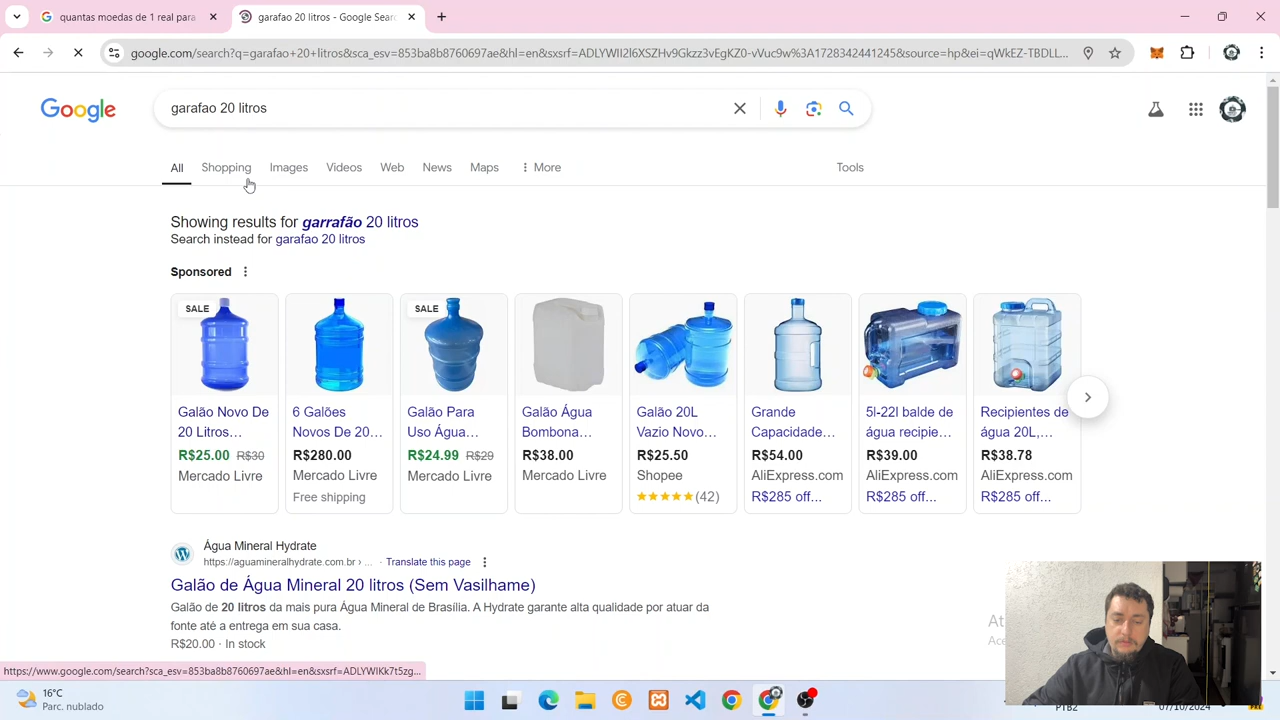 quantas moedas de 1 real para
garafao 20 litros - Google Sear
google.com/search?q=garafao+20+litros&sca_esv=853ba8b8760697ae&hl=en&sxsrf=ADLYWII2I6XSZHv9Gkzz3vEgKZ0-vVuc9w%3A1728342441245&source=hp&ei=qWkEZ-TBDLL...
Google
garafao 20 litros
All Shopping Images Videos Web News Maps More Tools
Showing results for garrafão 20 litros
Search instead for garafao 20 litros
Sponsored
SALE SALE
Galão Novo De 6 Galões Galão Para Galão Água Galão 20L Grande 5l-22l balde de Recipientes de
20 Litros... Novos De 20... Uso Água... Bombona... Vazio Novo... Capacidade... água recipie... água 20L,...
R$25.00 R$30 R$280.00 R$24.99 R$29 R$38.00 R$25.50 R$54.00 R$39.00 R$38.78
Mercado Livre Mercado Livre Mercado Livre Mercado Livre Shopee AliExpress.com AliExpress.com AliExpress.com
Free shipping (42) R$285 off... R$285 off... R$285 off...
Água Mineral Hydrate
https://aguamineralhydrate.com.br › ... · Translate this page
Galão de Água Mineral 20 litros (Sem Vasilhame)
Galão de 20 litros da mais pura Água Mineral de Brasília. A Hydrate garante alta qualidade por atuar da
fonte até a entrega em sua casa.
R$20.00 · In stock
https://www.google.com/search?sca_esv=853ba8b8760697ae&hl=en&sxsrf=ADLYWIKk7t5zg...
16°C
Parc. nublado
PTB2
07/10/2024